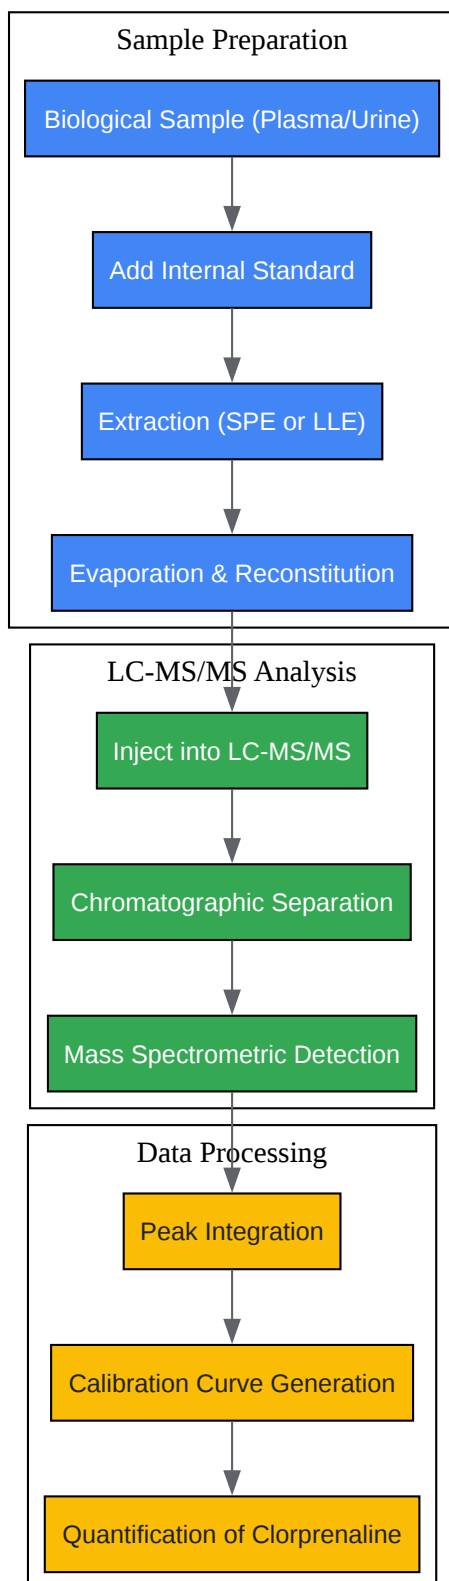 Sample Preparation
Biological Sample (Plasma/Urine)
Add Internal Standard
Extraction (SPE or LLE)
Evaporation & Reconstitution
LC-MS/MS Analysis
Inject into LC-MS/MS
Chromatographic Separation
Mass Spectrometric Detection
Data Processing
Peak Integration
Calibration Curve Generation
Quantification of Clorprenaline